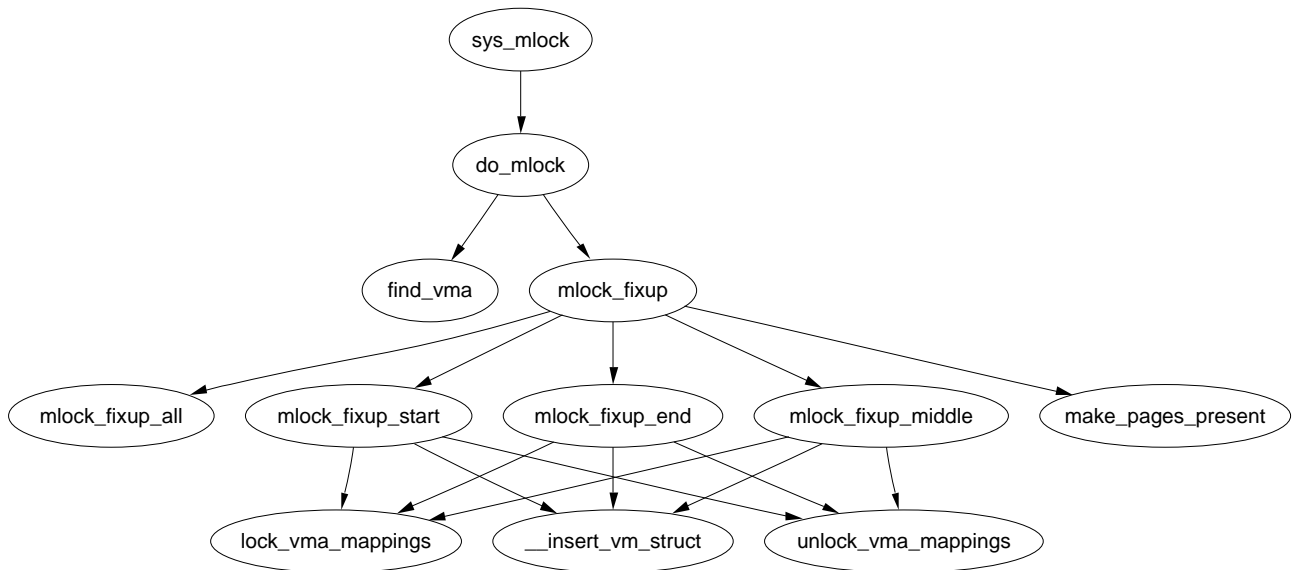 sys_mlock
do_mlock
find_vma
mlock_fixup
mlock_fixup_all
mlock_fixup_start
mlock_fixup_end
mlock_fixup_middle
make_pages_present
lock_vma_mappings
__insert_vm_struct
unlock_vma_mappings